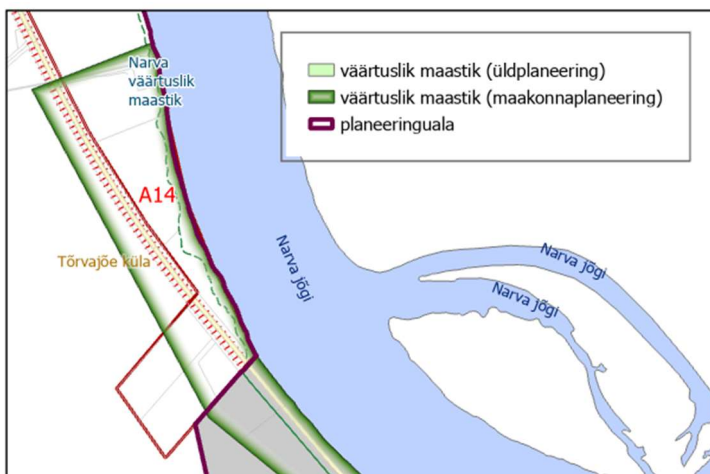 Narva
väärtuslik
maastik
väärtuslik maastik (üldplaneering)
väärtuslik maastik (maakonnaplaneering)
planeeringuala
A14
Tõrvajõe küla
Narva jõgi
Narva jõgi
Narva jõgi